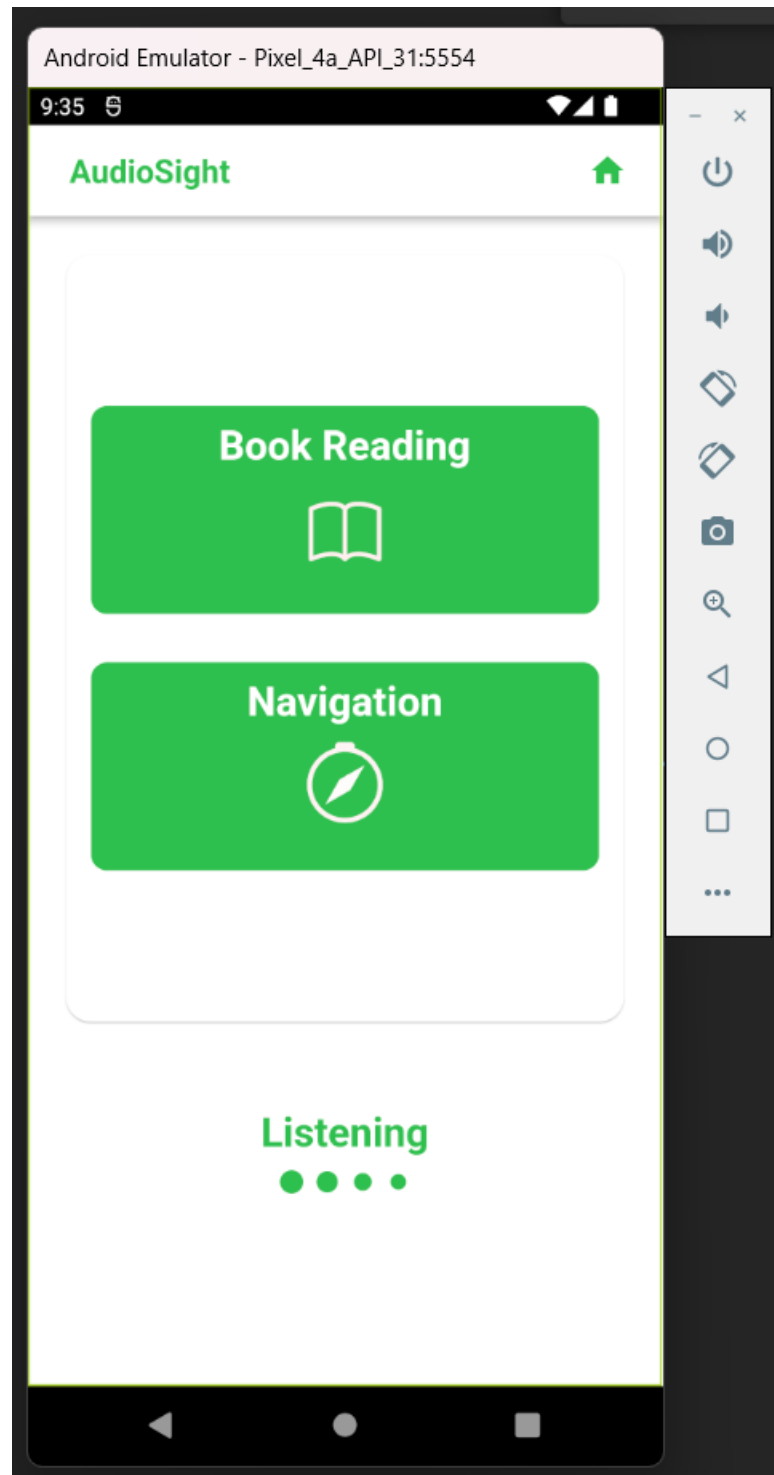 Android Emulator - Pixel_4a_API_31:5554
9:35
AudioSight
Book Reading
Navigation
Listening